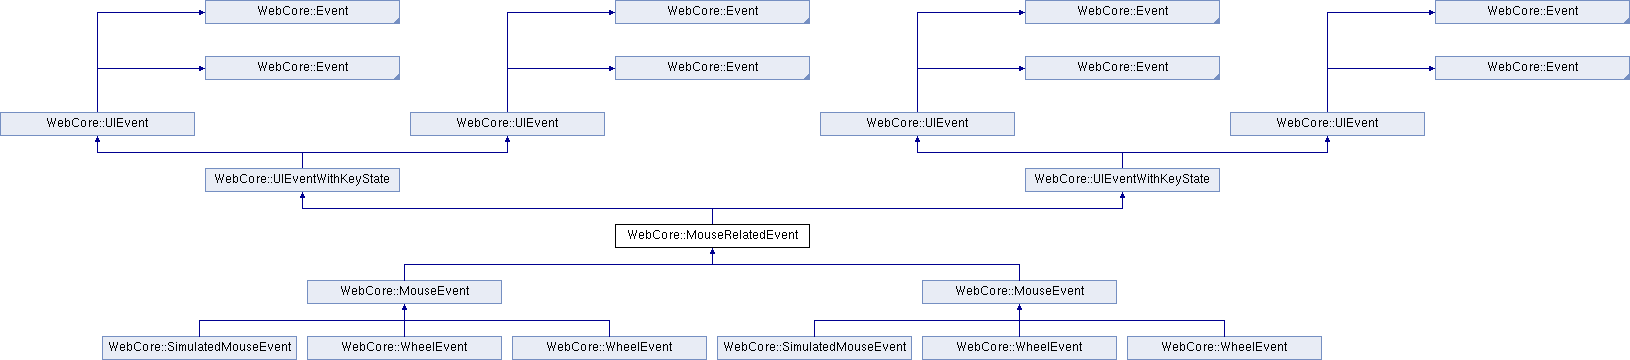 WebCore::Event
WebCore::Event
WebCore::Event
WebCore::Event
WebCore::Event
WebCore::Event
WebCore::Event
WebCore::Event
WebCore::UIEvent
WebCore::UIEvent
WebCore::UIEvent
WebCore::UIEvent
WebCore::UIEventWithKeyState
WebCore::UIEventWithKeyState
WebCore::MouseRelatedEvent
WebCore::MouseEvent
WebCore::MouseEvent
WebCore::SimulatedMouseEvent
WebCore::WheelEvent
WebCore::WheelEvent
WebCore::SimulatedMouseEvent
WebCore::WheelEvent
WebCore::WheelEvent